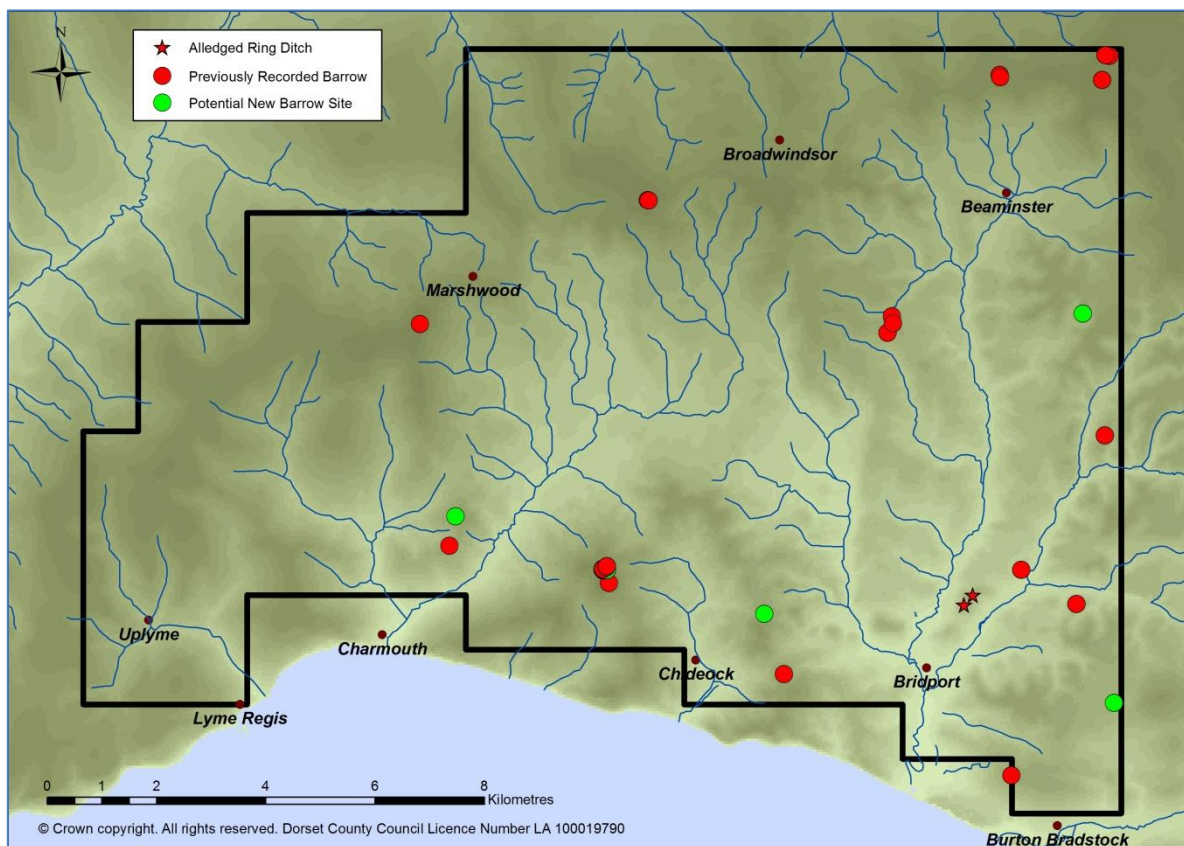 N
Alledged Ring Ditch
Previously Recorded Barrow
Potential New Barrow Site
Broadwindsor
Beaminster
Marshwood
Uplyme
Charmouth
Chideock
Bridport
Lyme Regis
0 1 2 4 6 8
Kilometres
© Crown copyright. All rights reserved. Dorset County Council Licence Number LA 100019790
Burton Bradstock